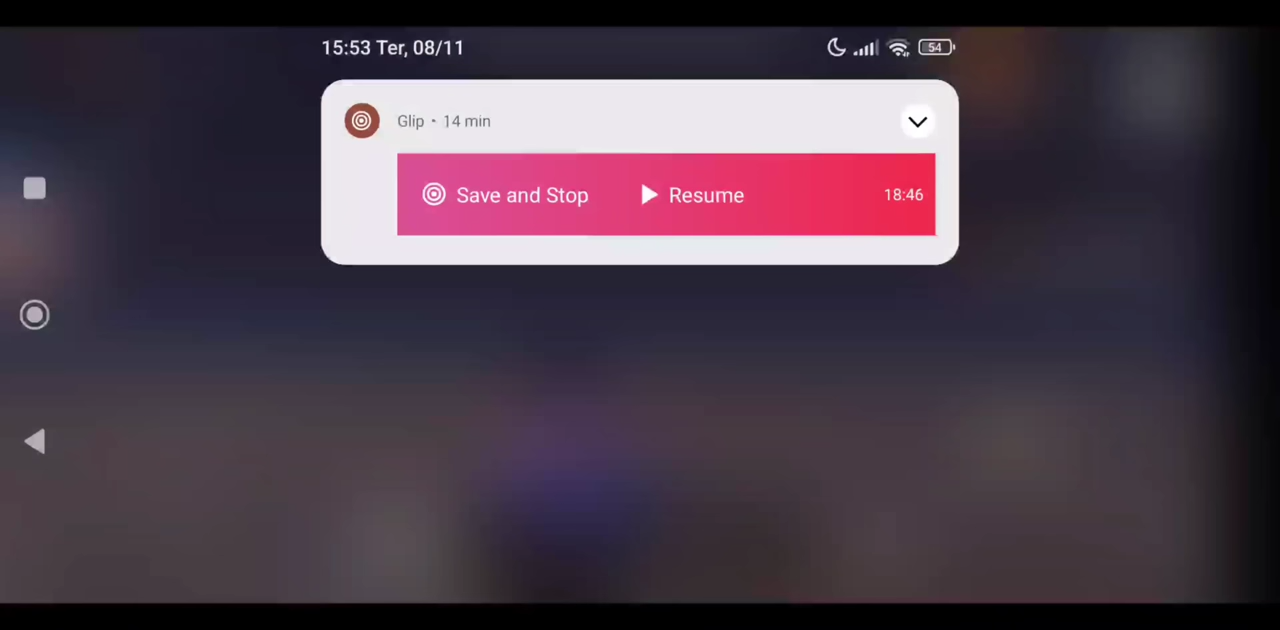 15:53 Ter, 08/11
54
Glip • 14 min
Save and Stop
Resume
18:46